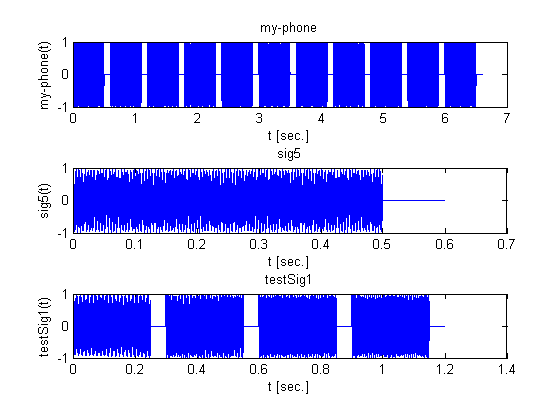 my-phone
my-phone(t)
1
0
-1
0 1 2 3 4 5 6 7
t [sec.]
sig5
sig5(t)
1
0
-1
0 0.1 0.2 0.3 0.4 0.5 0.6 0.7
t [sec.]
testSig1
testSig1(t)
1
0
-1
0 0.2 0.4 0.6 0.8 1 1.2 1.4
t [sec.]